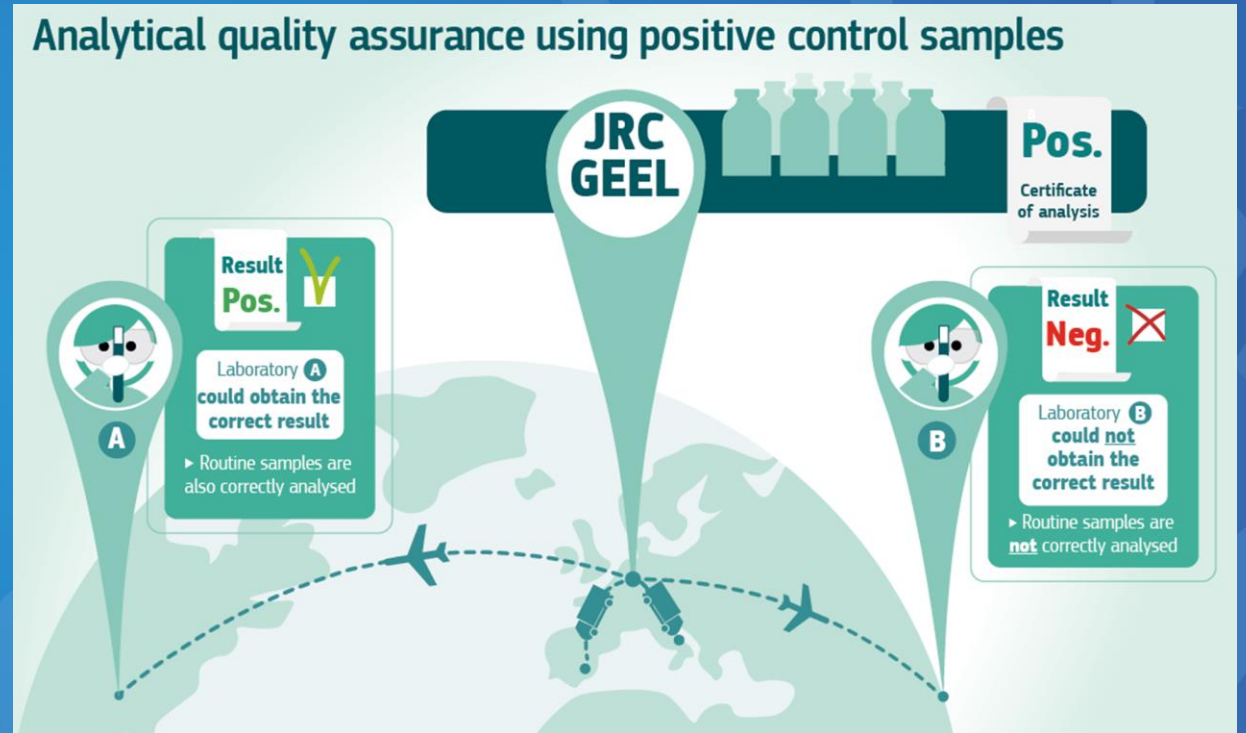 Analytical quality assurance using positive control samples
JRC
GEEL
Pos.
Certificate
of analysis
Result
Pos.
Laboratory A
could obtain the
correct result
▸ Routine samples are
also correctly analysed
A
Result
Neg.
Laboratory B
could not
obtain the
correct result
▸ Routine samples are
not correctly analysed
B